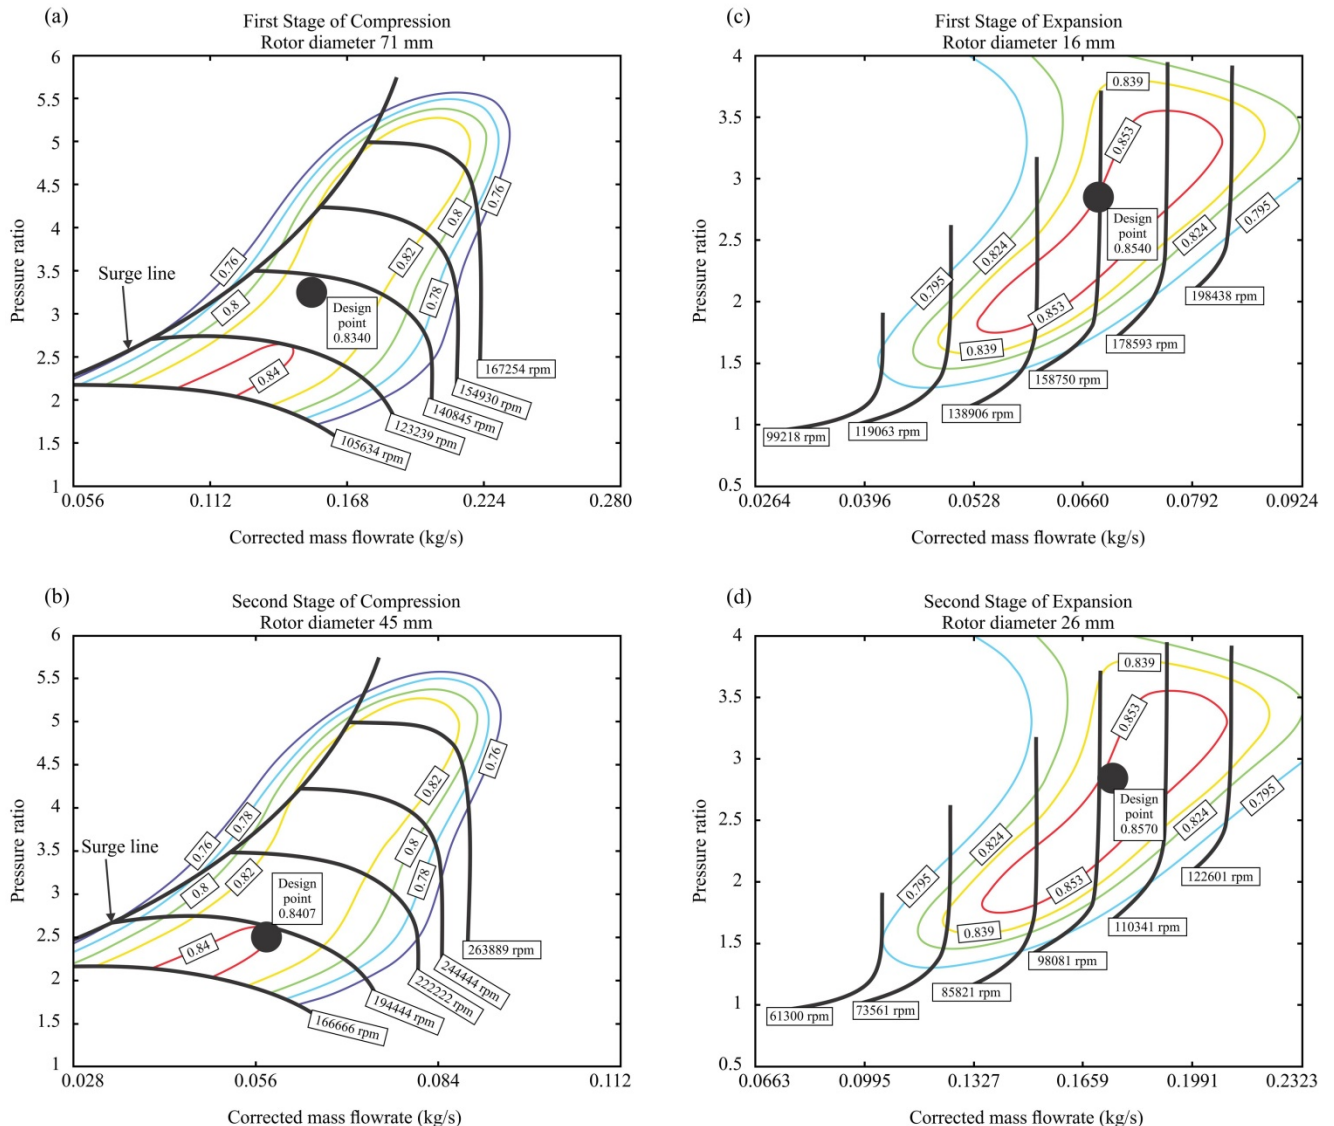 (a)
First Stage of Compression
Rotor diameter 71 mm
6
5.5
5
4.5
4
3.5
3
2.5
2
1.5
1
Pressure ratio
Surge line
0.76
0.8
0.84
0.82
0.8
0.76
0.78
Design
point
0.8340
167254 rpm
154930 rpm
140845 rpm
123239 rpm
105634 rpm
0.056
0.112
0.168
0.224
0.280
Corrected mass flowrate (kg/s)
(c)
First Stage of Expansion
Rotor diameter 16 mm
4
3.5
3
2.5
2
1.5
1
0.5
Pressure ratio
0.839
0.853
0.824
0.795
0.853
0.839
0.824
0.795
Design
point
0.8540
198438 rpm
178593 rpm
158750 rpm
138906 rpm
119063 rpm
99218 rpm
0.0264
0.0396
0.0528
0.0660
0.0792
0.0924
Corrected mass flowrate (kg/s)
(b)
Second Stage of Compression
Rotor diameter 45 mm
6
5.5
5
4.5
4
3.5
3
2.5
2
1.5
1
Pressure ratio
Surge line
0.76
0.78
0.8
0.82
0.84
0.82
0.8
0.78
0.76
Design
point
0.8407
263889 rpm
244444 rpm
222222 rpm
194444 rpm
166666 rpm
0.028
0.056
0.084
0.112
Corrected mass flowrate (kg/s)
(d)
Second Stage of Expansion
Rotor diameter 26 mm
4
3.5
3
2.5
2
1.5
1
0.5
Pressure ratio
0.839
0.853
0.824
0.795
0.853
0.839
0.824
0.795
Design
point
0.8570
122601 rpm
110341 rpm
98081 rpm
85821 rpm
73561 rpm
61300 rpm
0.0663
0.0995
0.1327
0.1659
0.1991
0.2323
Corrected mass flowrate (kg/s)